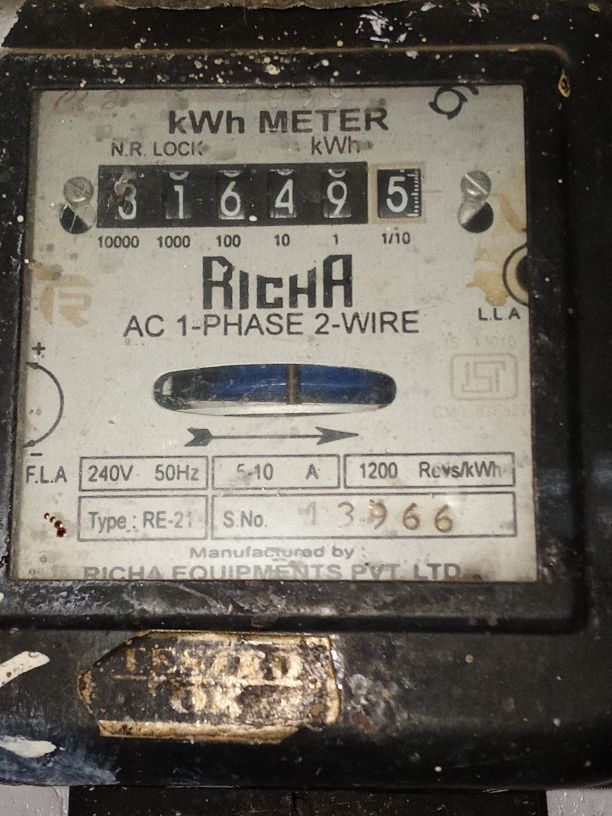 kWh METER
N.R. LOCK kWh
3 1 6 4 9 5
10000 1000 100 10 1 1/10
RICHA
L.L.A
AC 1-PHASE 2-WIRE
+
−
F.L.A
240V 50Hz 5-10 A 1200 Revs/kWh
Type : RE-21 S.No. 13966
Manufactured by :
RICHA EQUIPMENTS PVT. LTD.
OK